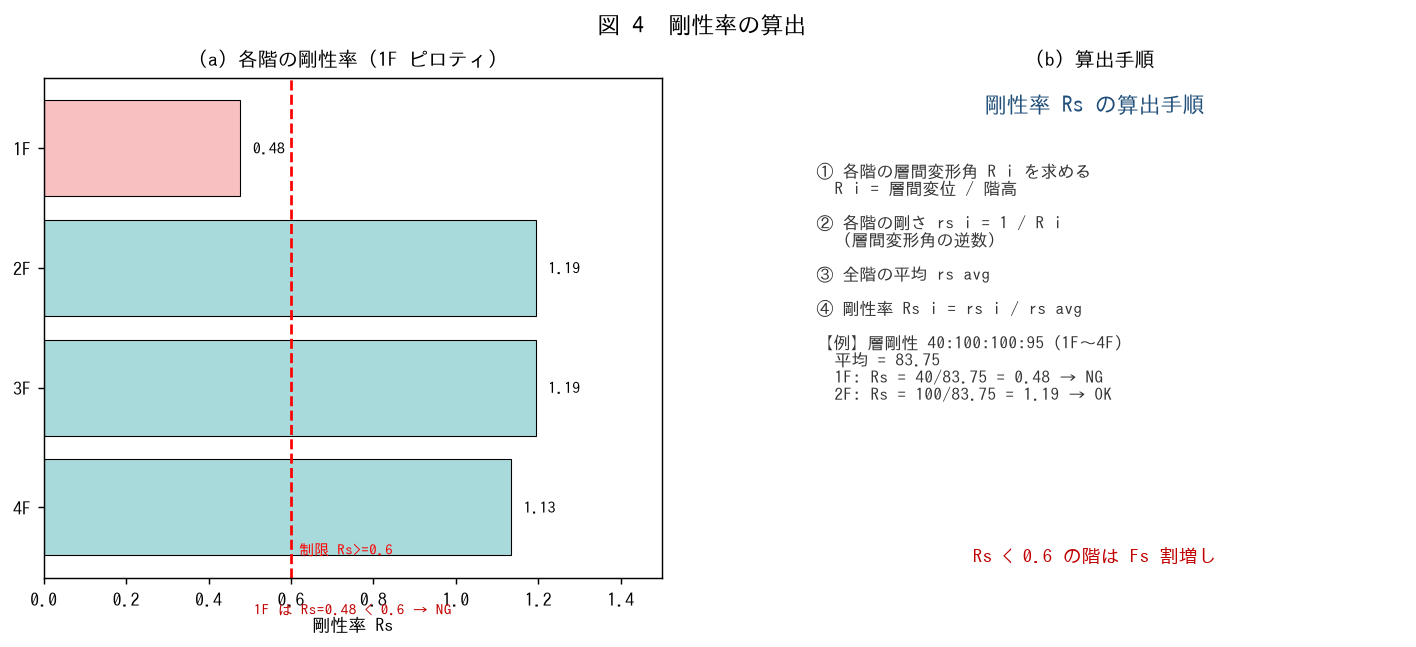 図 4　剛性率の算出
(a) 各階の剛性率 (1F ピロティ)
1F
0.48
2F
1.19
3F
1.19
4F
1.13
制限 Rs>=0.6
0.0 0.2 0.4 0.6 0.8 1.0 1.2 1.4
1F は Rs=0.48 < 0.6 → NG
剛性率 Rs
(b) 算出手順
剛性率 Rs の算出手順
① 各階の層間変形角 R i を求める
R i = 層間変位 / 階高
② 各階の剛さ rs i = 1 / R i
(層間変形角の逆数)
③ 全階の平均 rs avg
④ 剛性率 Rs i = rs i / rs avg
【例】層剛性 40:100:100:95 (1F〜4F)
平均 = 83.75
1F: Rs = 40/83.75 = 0.48 → NG
2F: Rs = 100/83.75 = 1.19 → OK
Rs < 0.6 の階は Fs 割増し